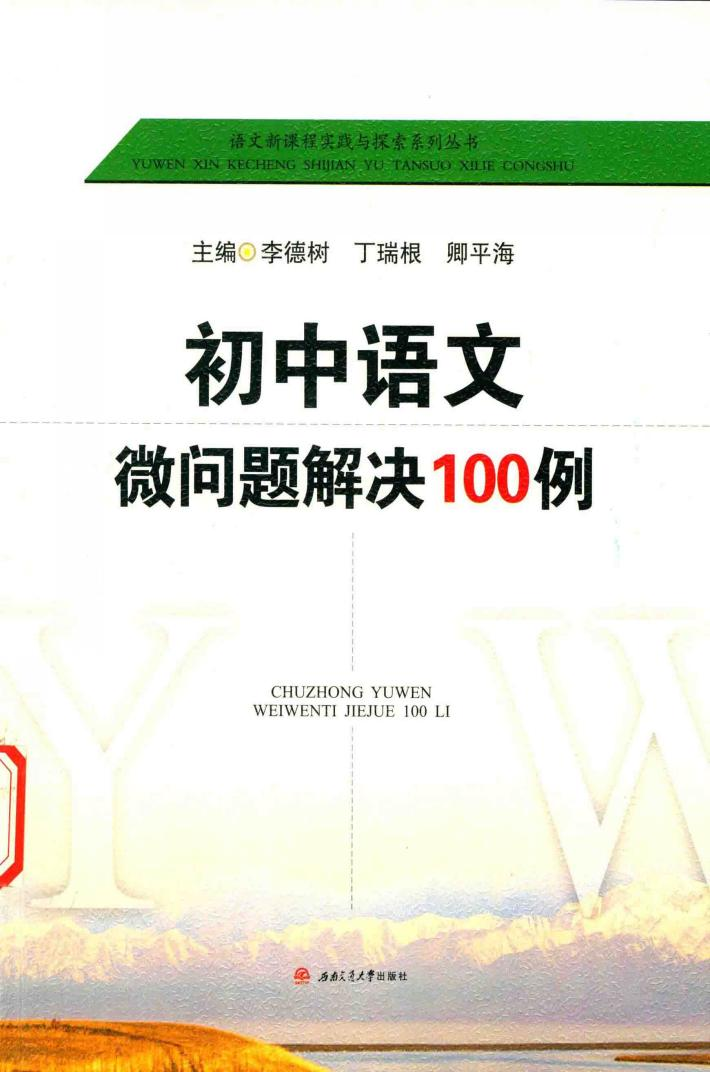 语文新课程实践与探索系列丛书
YUWEN XIN KECHENG SHIJIAN YU TANSUO XILIE CONGSHU
主编 李德树 丁瑞根 卿平海
初中语文
微问题解决100例
Y W
CHUZHONG YUWEN
WEIWENTI JIEJUE 100 LI
西南交通大学出版社